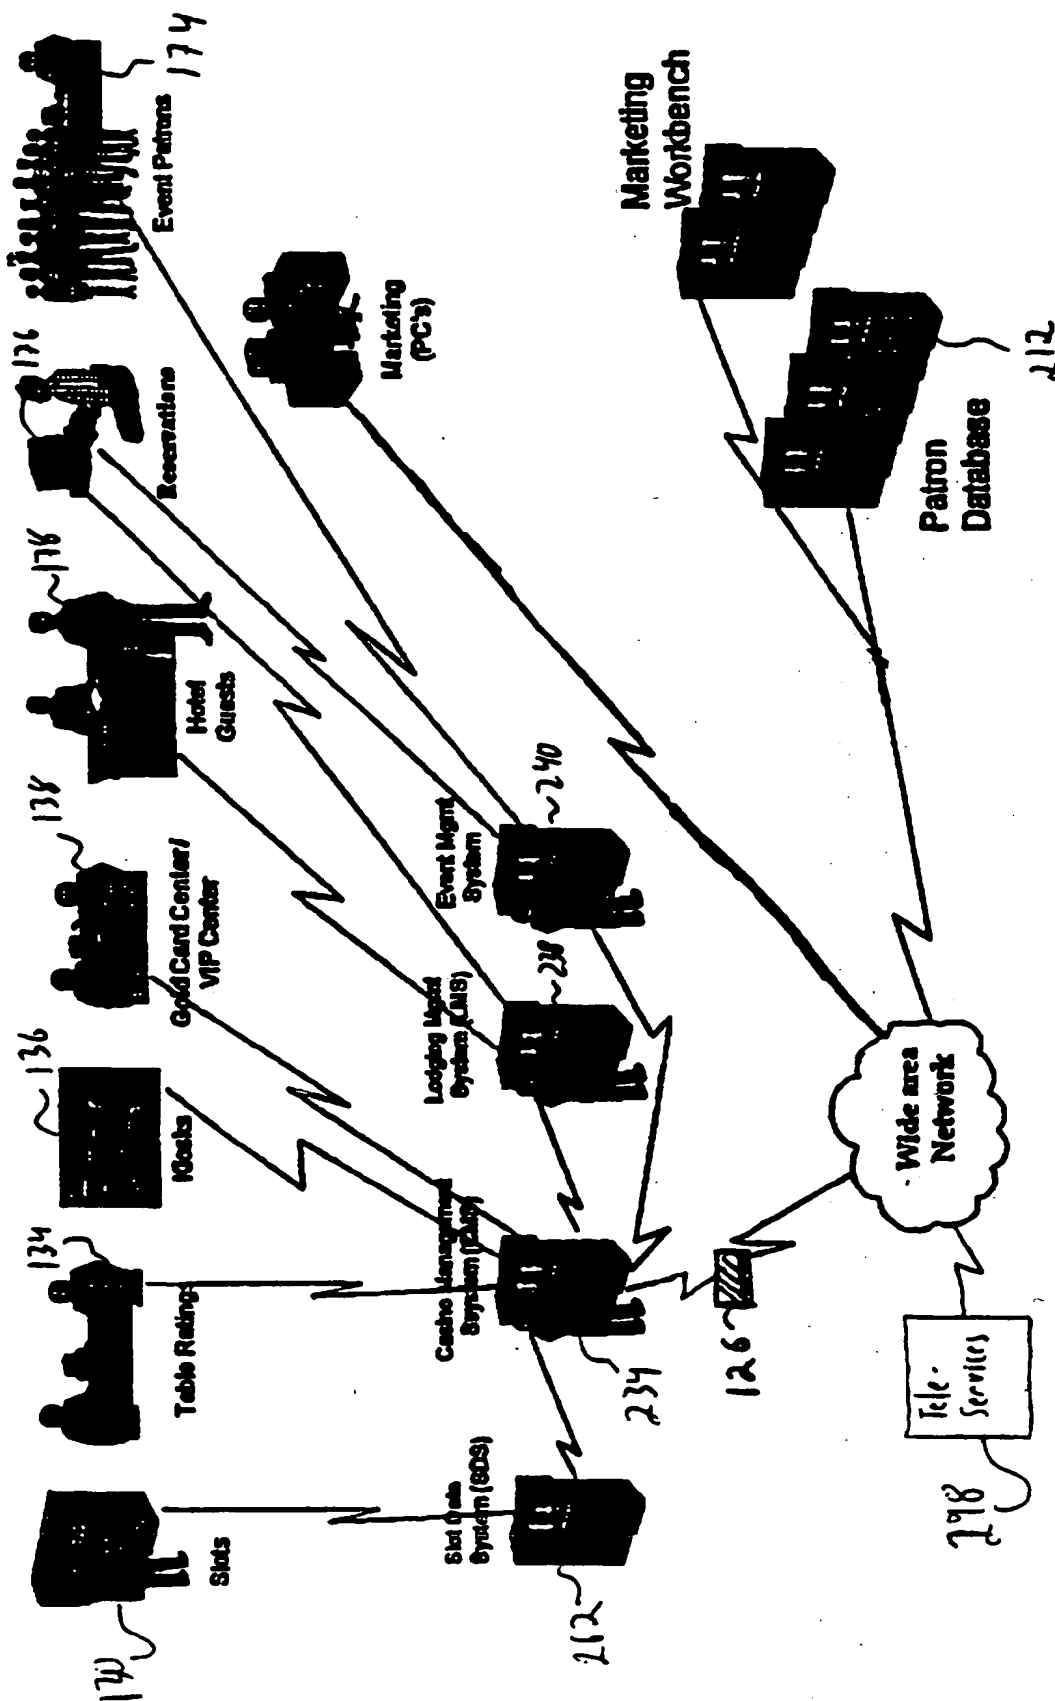 174
Event Patrons
176
Reservations
178
Hotel
Guests
138
Gold Card Center /
VIP Center
136
Kiosks
134
Table Ratings
Slots
Marketing
(PC's)
Event Mgmt
System
240
Lodging Mgmt
System (LMS)
238
Casino Management
System (CMS)
234
Slot Data
System (SDS)
Marketing
Workbench
Patron
Database
212
126
Wide area
Network
Tele-
Services
298